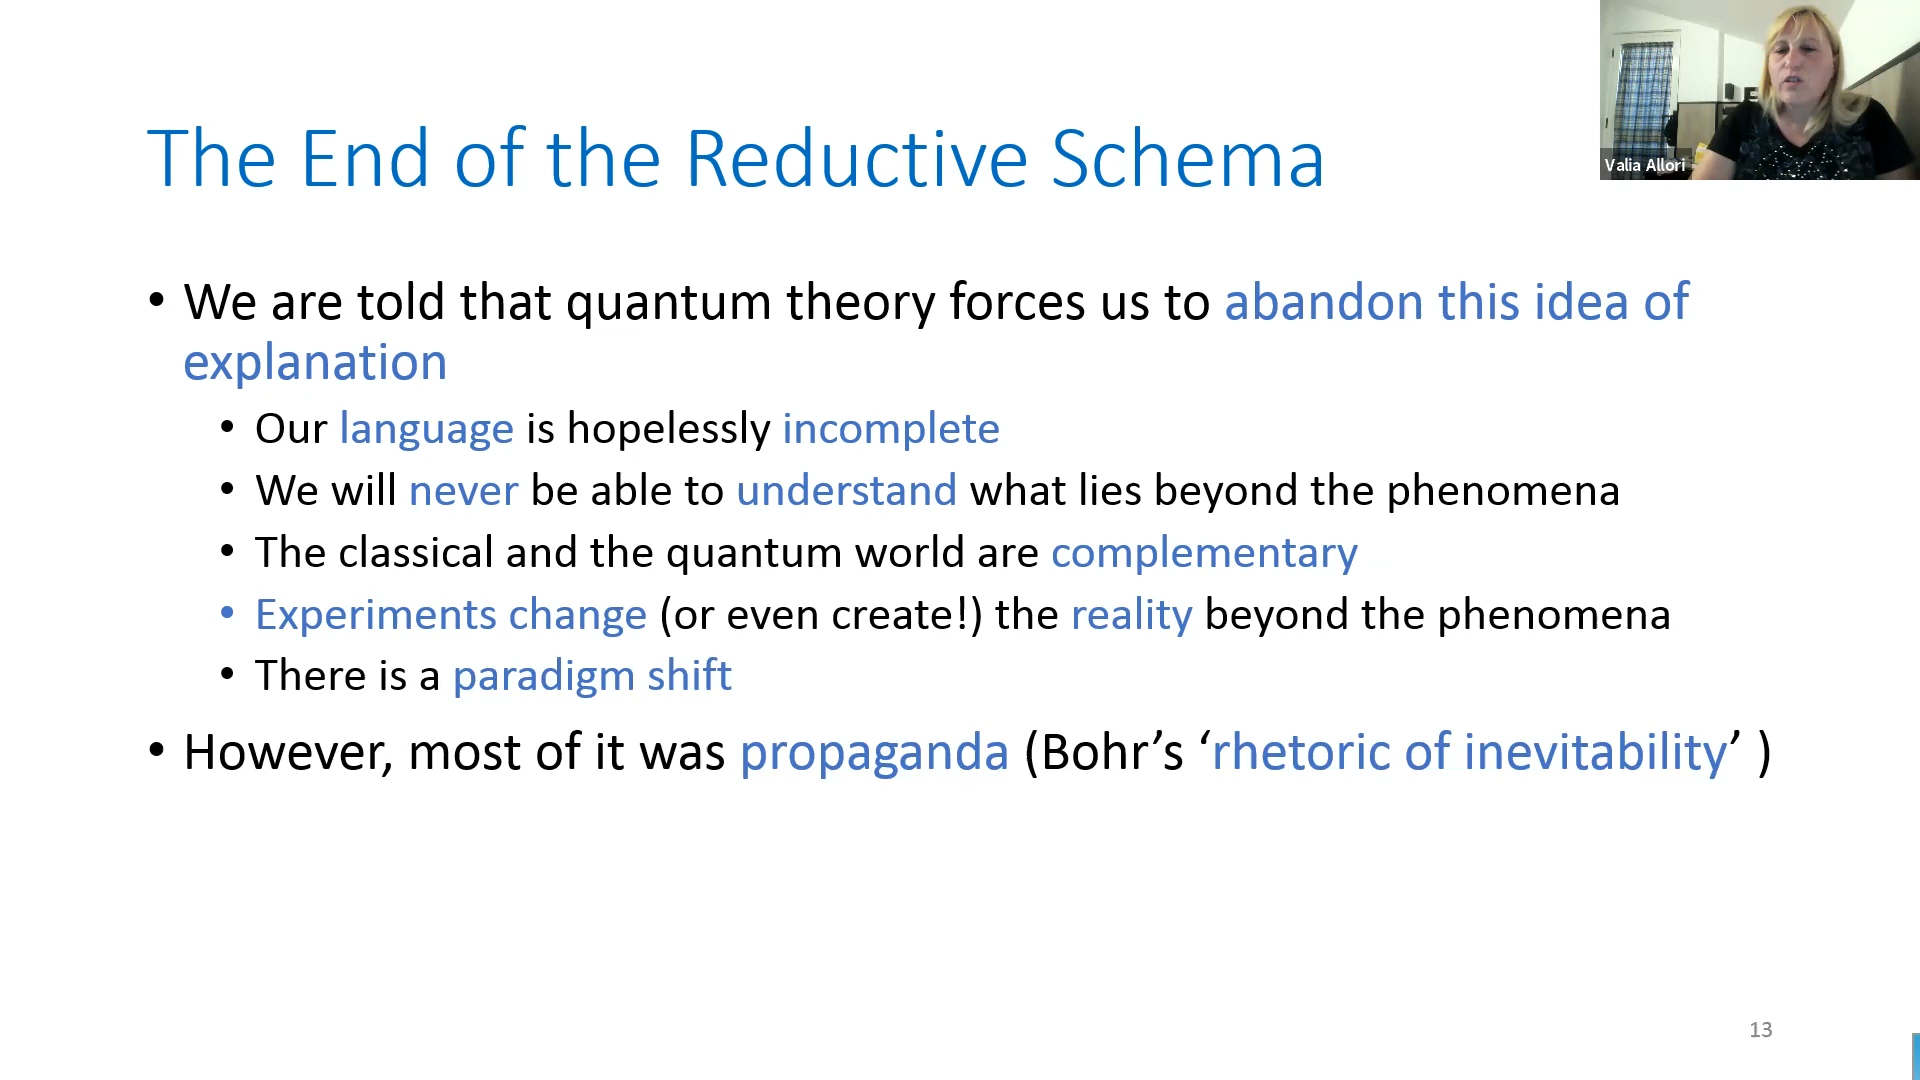 The End of the Reductive Schema
Valia Allori
• We are told that quantum theory forces us to abandon this idea of
explanation
• Our language is hopelessly incomplete
• We will never be able to understand what lies beyond the phenomena
• The classical and the quantum world are complementary
• Experiments change (or even create!) the reality beyond the phenomena
• There is a paradigm shift
• However, most of it was propaganda (Bohr’s ‘rhetoric of inevitability’ )
13